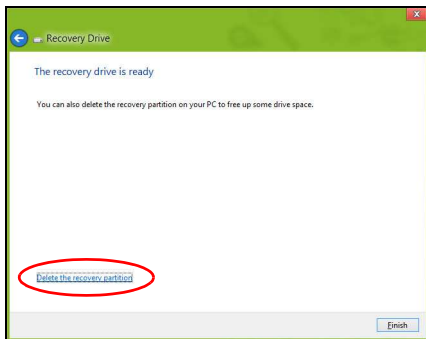 Recovery Drive
The recovery drive is ready
You can also delete the recovery partition on your PC to free up some drive space.
Delete the recovery partition
Finish